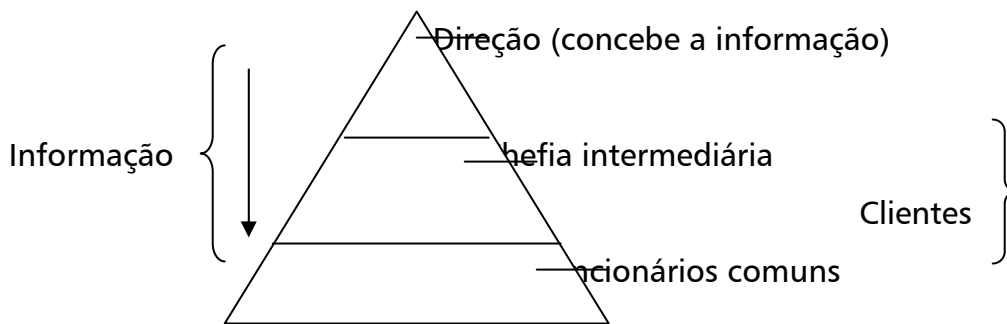 Direção (concebe a informação)
Informação
hefia intermediária
Clientes
ncionários comuns